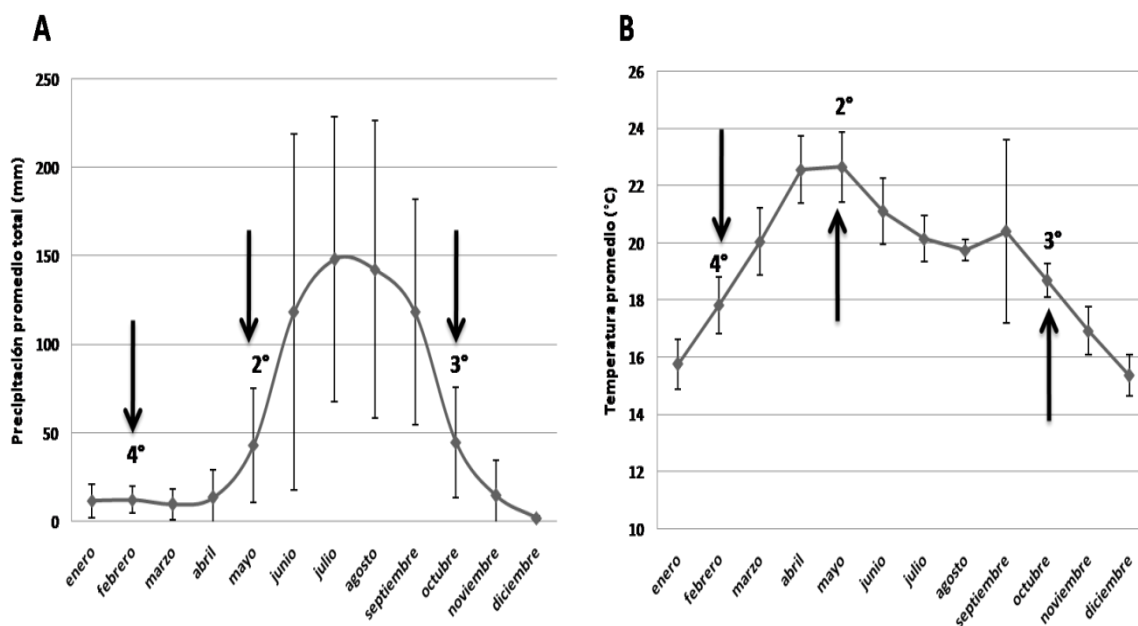 A
Precipitación promedio total (mm)
250
200
150
100
50
0
4°
2°
3°
enero
febrero
marzo
abril
mayo
junio
julio
agosto
septiembre
octubre
noviembre
diciembre
B
Temperatura promedio (°C)
26
24
22
20
18
16
14
12
10
4°
2°
3°
enero
febrero
marzo
abril
mayo
junio
julio
agosto
septiembre
octubre
noviembre
diciembre